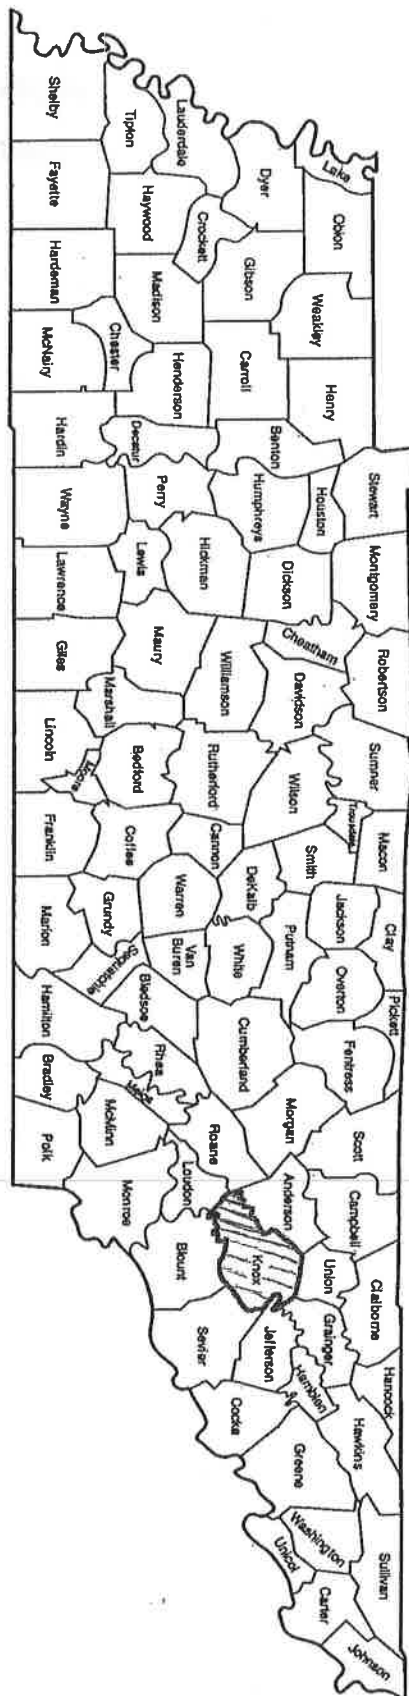 Shelby
Tipton
Lauderdale
Dyer
Lake
Obion
Fayette
Haywood
Crockett
Gibson
Weakley
Hardeman
Madison
Chester
McNairy
Henderson
Carroll
Henry
Hardin
Decatur
Benton
Stewart
Houston
Humphreys
Perry
Wayne
Lewis
Hickman
Dickson
Montgomery
Lawrence
Maury
Williamson
Cheatham
Robertson
Davidson
Giles
Marshall
Lincoln
Moore
Bedford
Rutherford
Wilson
Sumner
Trousdale
Macon
Smith
Cannon
Coffee
Franklin
Grundy
Warren
DeKalb
Jackson
Clay
Putnam
White
Van
Buren
Marion
Sequatchie
Bledsoe
Overton
Pickett
Fentress
Cumberland
Hamilton
Rhea
Meigs
Bradley
McMinn
Roane
Morgan
Scott
Polk
Monroe
Loudon
Anderson
Campbell
Knox
Union
Claiborne
Blount
Sevier
Jefferson
Grainger
Hamblen
Hancock
Hawkins
Cocke
Greene
Washington
Unicoi
Sullivan
Carter
Johnson